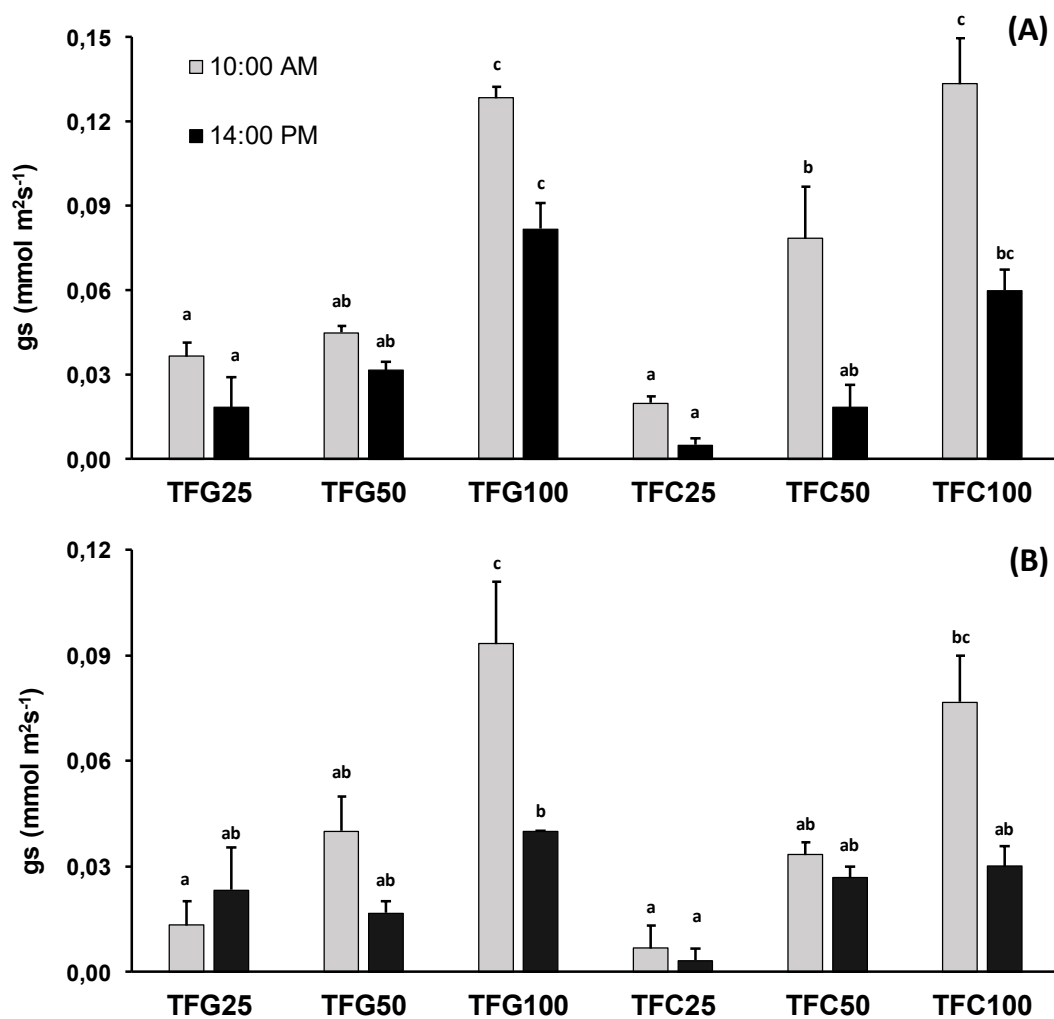 (A)
0,15
0,12
0,09
0,06
0,03
0,00
gs (mmol m²s⁻¹)
10:00 AM
14:00 PM
a
a
ab
ab
c
c
a
a
b
ab
c
bc
TFG25 TFG50 TFG100 TFC25 TFC50 TFC100
(B)
0,12
0,09
0,06
0,03
0,00
gs (mmol m²s⁻¹)
a
ab
ab
ab
c
b
a
a
ab
ab
bc
ab
TFG25 TFG50 TFG100 TFC25 TFC50 TFC100